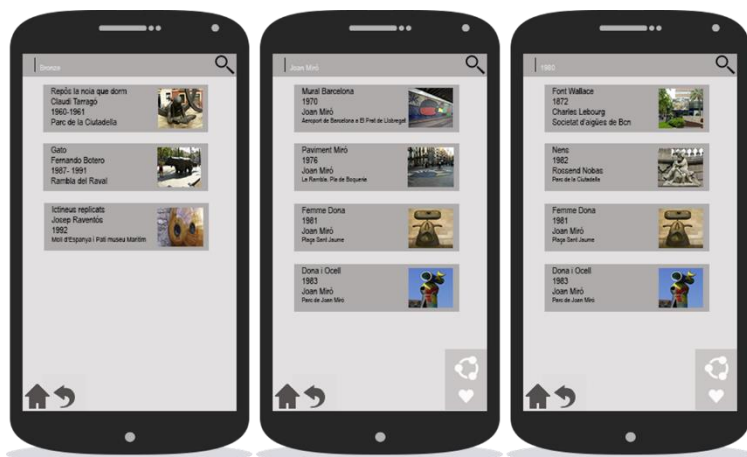 Bronze
Repòs la noia que dorm
Claudi Tarragó
1960-1961
Parc de la Ciutadella
Gato
Fernando Botero
1987- 1991
Rambla del Raval
Ictineus replicats
Josep Raventós
1992
Moll d'Espanya i Pati museu Marítim
Joan Miró
Mural Barcelona
1970
Joan Miró
Aeroport de Barcelona a El Prat de Llobregat
Paviment Miró
1976
Joan Miró
La Rambla. Pla de Boqueria
Femme Dona
1981
Joan Miró
Plaça Sant Jaume
Dona i Ocell
1983
Joan Miró
Parc de Joan Miró
Font Wallace
1872
Charles Lebourg
Societat d'aigües de Bcn
Nens
1982
Rossend Nobas
Parc de la Ciutadella
Femme Dona
1981
Joan Miró
Plaça Sant Jaume
Dona i Ocell
1983
Joan Miró
Parc de Joan Miró